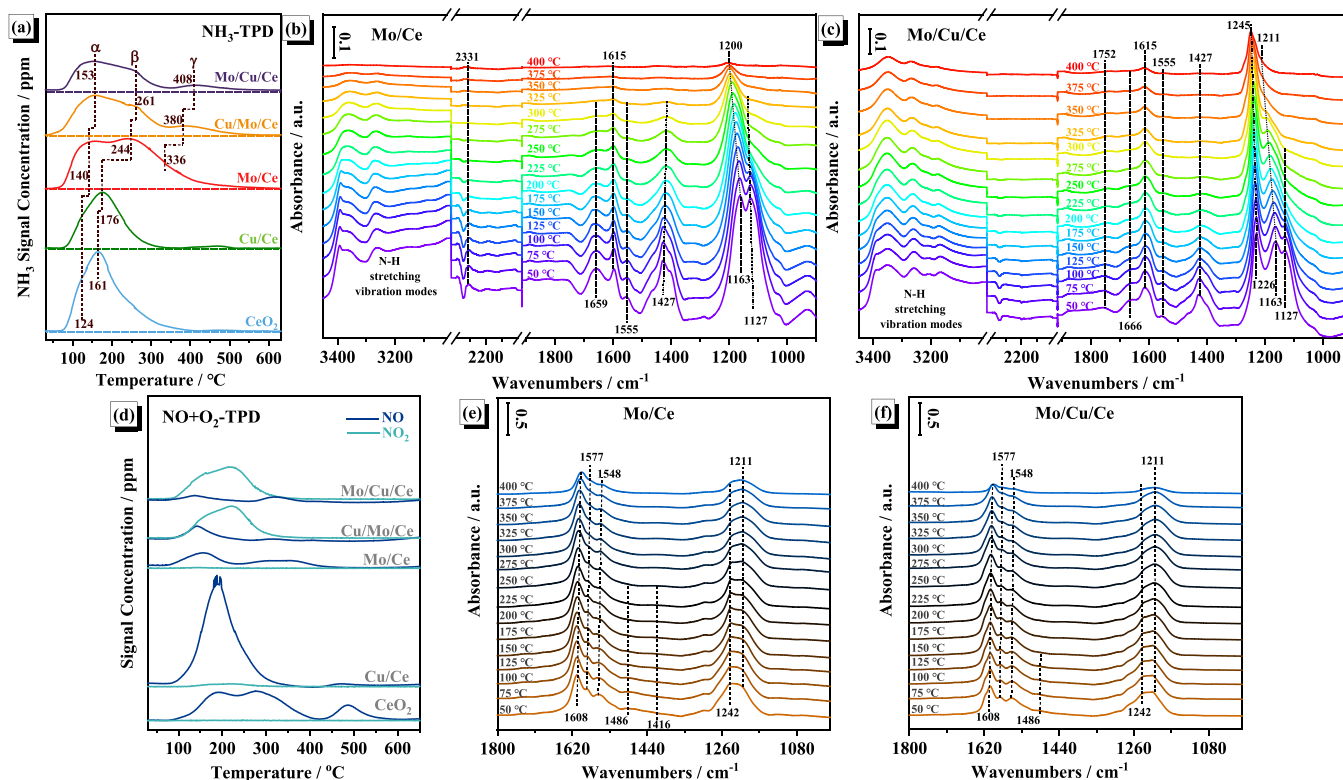 (a)
NH₃-TPD
α
β
γ
153
408
Mo/Cu/Ce
261
380
Cu/Mo/Ce
244
336
140
Mo/Ce
176
Cu/Ce
161
124
CeO₂
NH₃ Signal Concentration / ppm
0 100 200 300 400 500 600
Temperature / °C
(b)
0.1
Mo/Ce
2331
1615
1200
400 °C
375 °C
350 °C
325 °C
300 °C
275 °C
250 °C
225 °C
200 °C
175 °C
150 °C
125 °C
100 °C
75 °C
50 °C
N-H
stretching
vibration modes
1659
1555
1427
1163
1127
Absorbance / a.u.
3400 3200 2200 1800 1600 1400 1200 1000
Wavenumbers / cm⁻¹
(c)
0.1
Mo/Cu/Ce
1245
1211
1752
1615
1555
1427
400 °C
375 °C
350 °C
325 °C
300 °C
275 °C
250 °C
225 °C
200 °C
175 °C
150 °C
125 °C
100 °C
75 °C
50 °C
N-H
stretching
vibration modes
1666
1226
1163
1127
Absorbance / a.u.
3400 3200 2200 1800 1600 1400 1200 1000
Wavenumbers / cm⁻¹
(d)
NO+O₂-TPD
NO
NO₂
Mo/Cu/Ce
Cu/Mo/Ce
Mo/Ce
Cu/Ce
CeO₂
Signal Concentration / ppm
100 200 300 400 500 600
Temperature / °C
(e)
0.5
Mo/Ce
1577
1548
1211
400 °C
375 °C
350 °C
325 °C
300 °C
275 °C
250 °C
225 °C
200 °C
175 °C
150 °C
125 °C
100 °C
75 °C
50 °C
1608
1486
1416
1242
Absorbance / a.u.
1800 1620 1440 1260 1080
Wavenumbers / cm⁻¹
(f)
0.5
Mo/Cu/Ce
1577
1548
1211
400 °C
375 °C
350 °C
325 °C
300 °C
275 °C
250 °C
225 °C
200 °C
175 °C
150 °C
125 °C
100 °C
75 °C
50 °C
1608
1486
1242
Absorbance / a.u.
1800 1620 1440 1260 1080
Wavenumbers / cm⁻¹